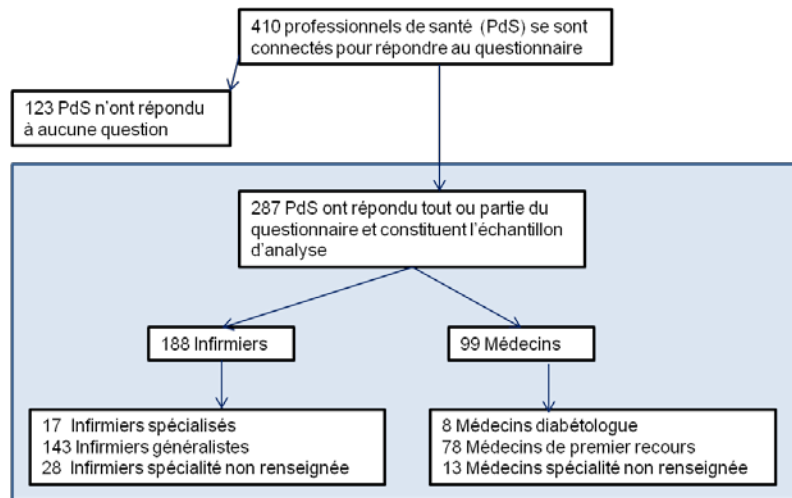 410 professionnels de santé (PdS) se sont
connectés pour répondre au questionnaire
123 PdS n'ont répondu
à aucune question
287 PdS ont répondu tout ou partie du
questionnaire et constituent l'échantillon
d'analyse
188 Infirmiers
99 Médecins
17 Infirmiers spécialisés
143 Infirmiers généralistes
28 Infirmiers spécialité non renseignée
8 Médecins diabétologue
78 Médecins de premier recours
13 Médecins spécialité non renseignée